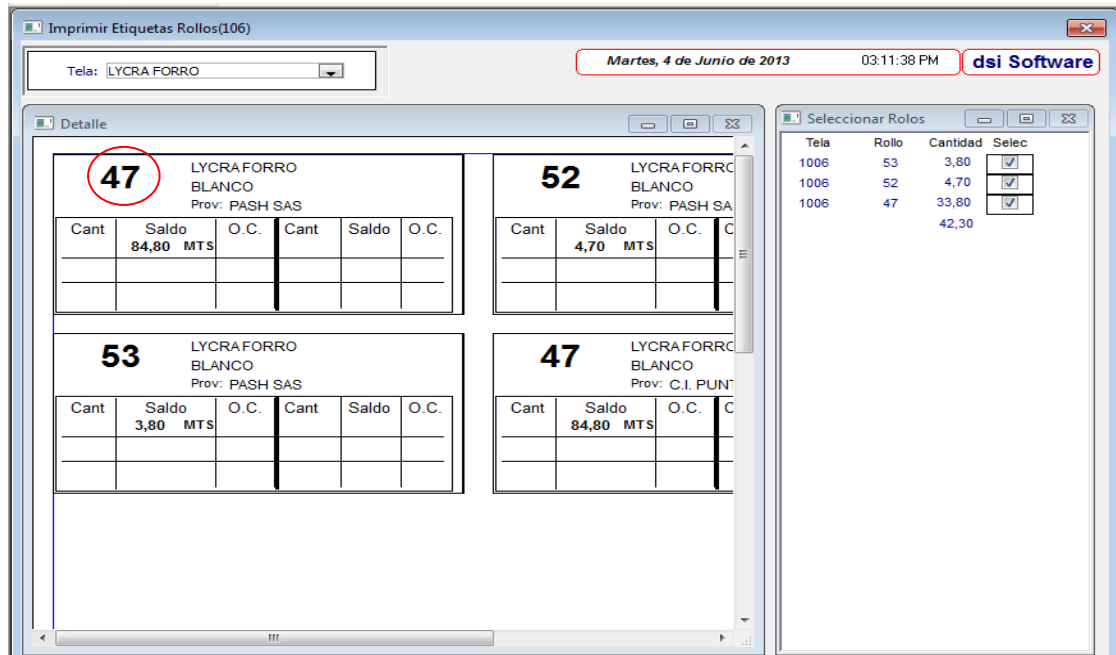 Imprimir Etiquetas Rollos(106)
Tela: LYCRA FORRO
Martes, 4 de Junio de 2013 03:11:38 PM dsi Software
Detalle
47 LYCRA FORRO
BLANCO
Prov: PASH SAS
Cant Saldo O.C. Cant Saldo O.C.
84,80 MTS
52 LYCRA FORRO
BLANCO
Prov: PASH SA
Cant Saldo O.C. C
4,70 MTS
53 LYCRA FORRO
BLANCO
Prov: PASH SAS
Cant Saldo O.C. Cant Saldo O.C.
3,80 MTS
47 LYCRA FORRO
BLANCO
Prov: C.I. PUNT
Cant Saldo O.C. C
84,80 MTS
Seleccionar Rolos
Tela Rollo Cantidad Selec
1006 53 3,80
1006 52 4,70
1006 47 33,80
42,30